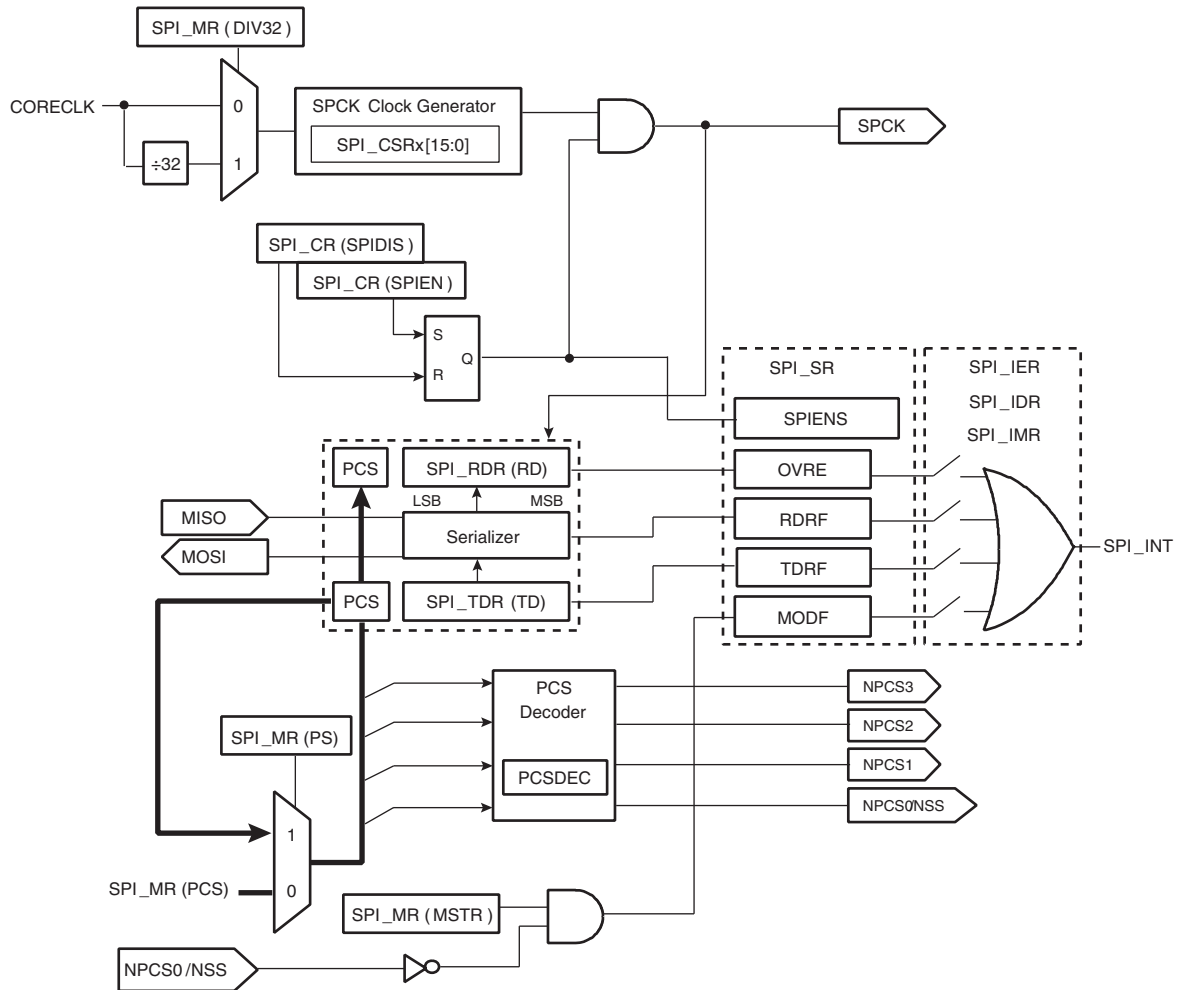 SPI_MR (DIV32)
CORECLK
0
SPCK Clock Generator
SPI_CSRx[15:0]
SPCK
÷32
1
SPI_CR (SPIDIS)
SPI_CR (SPIEN)
S
Q
R
SPI_SR
SPI_IER
SPI_IDR
SPI_IMR
SPIENS
PCS
SPI_RDR (RD)
OVRE
LSB
MSB
MISO
Serializer
RDRF
MOSI
SPI_INT
TDRF
PCS
SPI_TDR (TD)
MODF
PCS
Decoder
NPCS3
NPCS2
SPI_MR (PS)
NPCS1
PCSDEC
NPCS0/NSS
1
SPI_MR (PCS)
0
SPI_MR (MSTR)
NPCS0/NSS